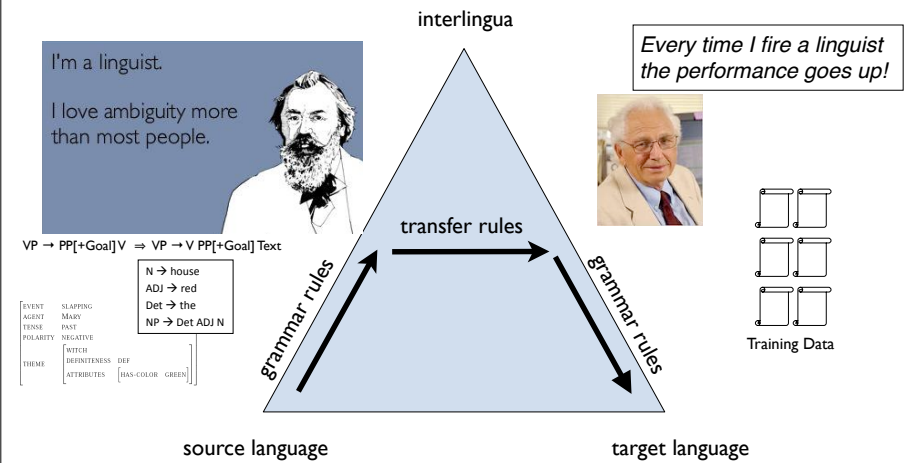 interlingua
I'm a linguist.
I love ambiguity more
than most people.
Every time I fire a linguist
the performance goes up!
transfer rules
VP → PP[+Goal] V ⇒ VP → V PP[+Goal] Text
N → house
ADJ → red
Det → the
NP → Det ADJ N
EVENT SLAPPING
AGENT MARY
TENSE PAST
POLARITY NEGATIVE
THEME
WITCH
DEFINITENESS DEF
ATTRIBUTES [HAS-COLOR GREEN]
grammar rules
grammar rules
Training Data
source language
target language